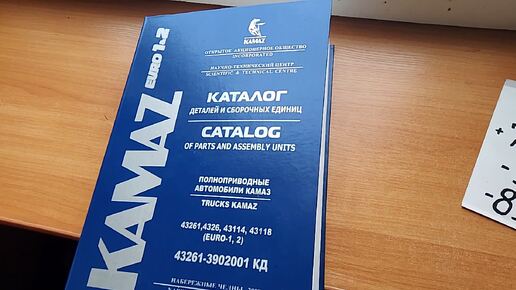 KAMAZ EURO 1-2
KAMAZ
ОТКРЫТОЕ АКЦИОНЕРНОЕ ОБЩЕСТВО
INCORPORATED
НАУЧНО-ТЕХНИЧЕСКИЙ ЦЕНТР
SCIENTIFIC & TECHNICAL CENTRE
КАТАЛОГ
ДЕТАЛЕЙ И СБОРОЧНЫХ ЕДИНИЦ
CATALOG
OF PARTS AND ASSEMBLY UNITS
ПОЛНОПРИВОДНЫЕ
АВТОМОБИЛИ КАМАЗ
TRUCKS KAMAZ
43261,4326, 43114, 43118
(EURO-1, 2)
43261-3902001 КД
НАБЕРЕЖНЫЕ ЧЕЛНЫ